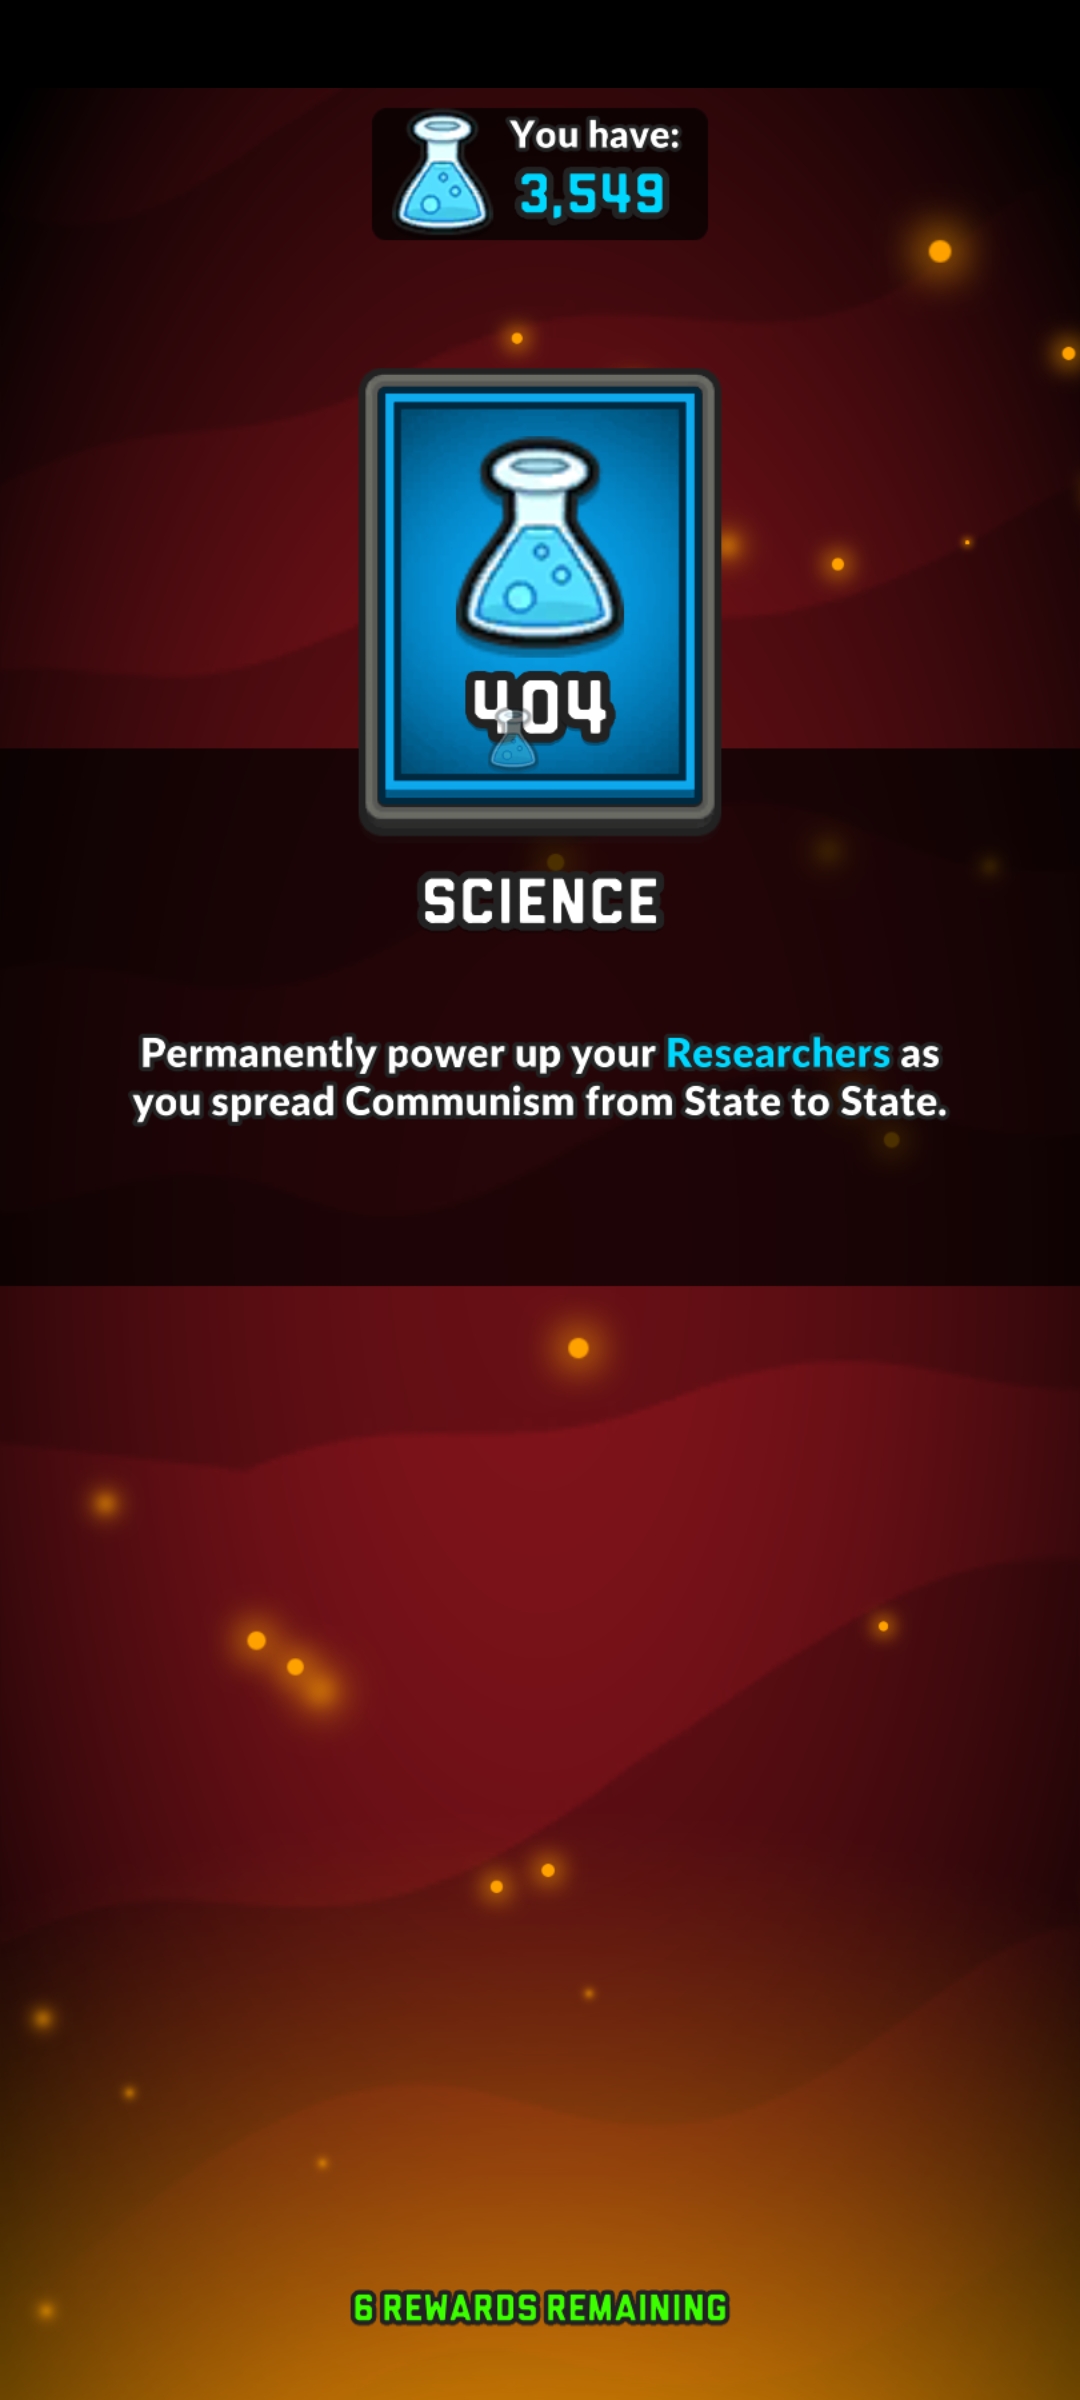 You have:
3,549
404
SCIENCE
Permanently power up your Researchers as
you spread Communism from State to State.
6 REWARDS REMAINING